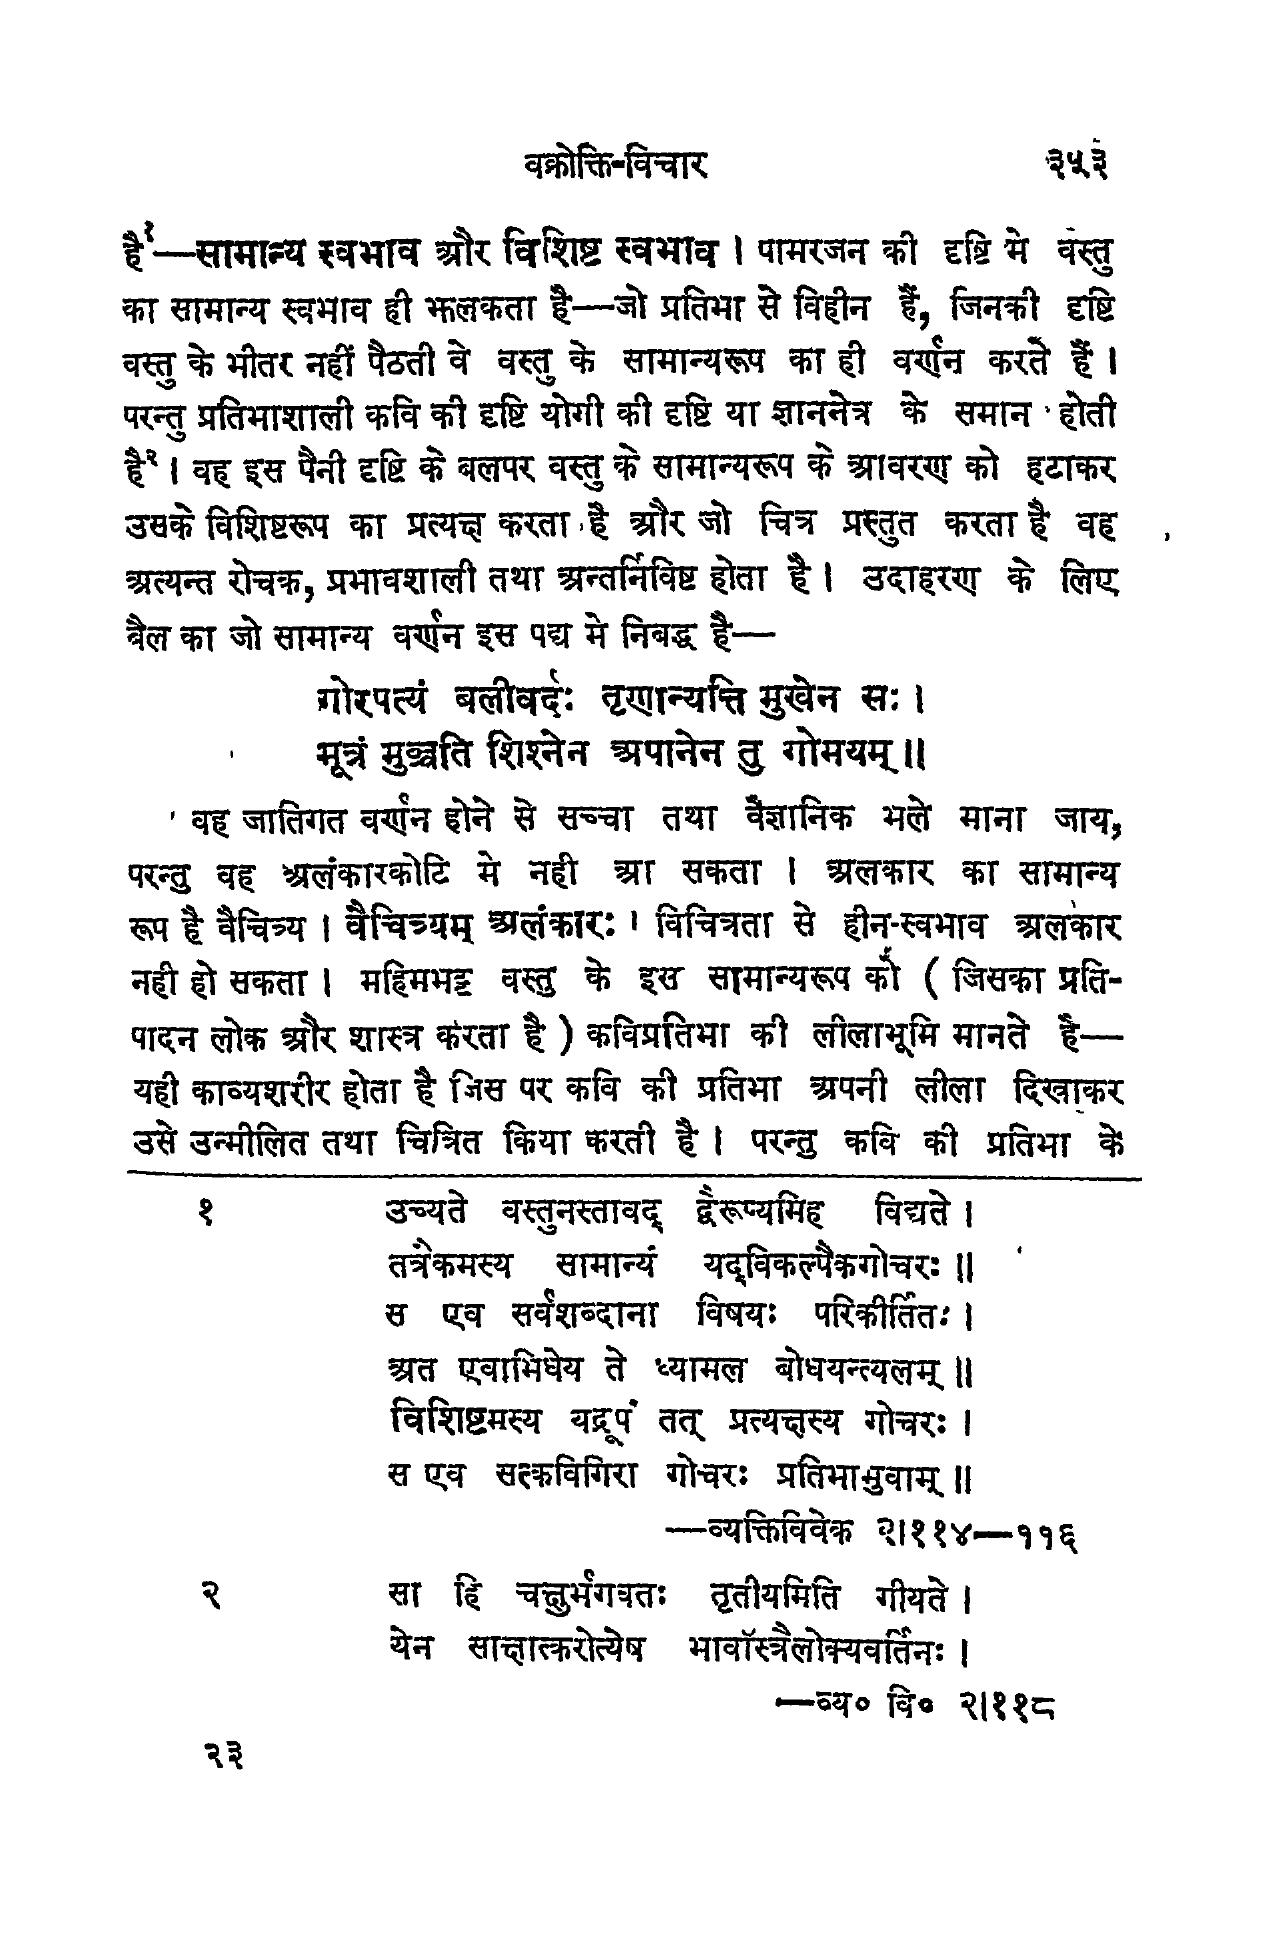 वक्रोक्ति-विचार ३५३
है१—सामान्य स्वभाव और विशिष्ट स्वभाव । पामरजन की दृष्टि मे वस्तु
का सामान्य स्वभाव ही झलकता है—जो प्रतिभा से विहीन हैं, जिनकी दृष्टि
वस्तु के भीतर नहीं पैठती वे वस्तु के सामान्यरूप का ही वर्णन करते हैं ।
परन्तु प्रतिभाशाली कवि की दृष्टि योगी की दृष्टि या ज्ञाननेत्र के समान होती
है२ । वह इस पैनी दृष्टि के बलपर वस्तु के सामान्यरूप के आवरण को हटाकर
उसके विशिष्टरूप का प्रत्यक्ष करता है और जो चित्र प्रस्तुत करता है वह
अत्यन्त रोचक, प्रभावशाली तथा अन्तर्निविष्ट होता है । उदाहरण के लिए
बैल का जो सामान्य वर्णन इस पद्य मे निबद्ध है—
गोरपत्यं बलीवर्दः तृणान्यत्ति मुखेन सः ।
मूत्रं मुञ्चति शिश्नेन अपानेन तु गोमयम् ॥
वह जातिगत वर्णन होने से सच्चा तथा वैज्ञानिक भले माना जाय,
परन्तु वह अलंकारकोटि मे नही आ सकता । अलकार का सामान्य
रूप है वैचित्र्य । वैचित्र्यम् अलंकारः । विचित्रता से हीन-स्वभाव अलकार
नही हो सकता । महिमभट्ट वस्तु के इस सामान्यरूप को ( जिसका प्रति-
पादन लोक और शास्त्र करता है ) कविप्रतिभा की लीलाभूमि मानते है—
यही काव्यशरीर होता है जिस पर कवि की प्रतिभा अपनी लीला दिखाकर
उसे उन्मीलित तथा चित्रित किया करती है । परन्तु कवि की प्रतिभा के
१ उच्यते वस्तुनस्तावद् द्वैरूप्यमिह विद्यते ।
तत्रैकमस्य सामान्यं यद्विकल्पैकगोचरः ॥
स एव सर्वशब्दाना विषयः परिकीर्तितः ।
अत एवाभिधेय ते ध्यामल बोधयन्त्यलम् ॥
विशिष्टमस्य यद्रूपं तत् प्रत्यक्षस्य गोचरः ।
स एव सत्कविगिरा गोचरः प्रतिभाभुवाम् ॥
—व्यक्तिविवेक २।११४—११६
२ सा हि चक्षुर्भगवतः तृतीयमिति गीयते ।
येन साक्षात्करोत्येष भावाँस्त्रैलोक्यवर्तिनः ।
—व्य० वि० २।११८
२३